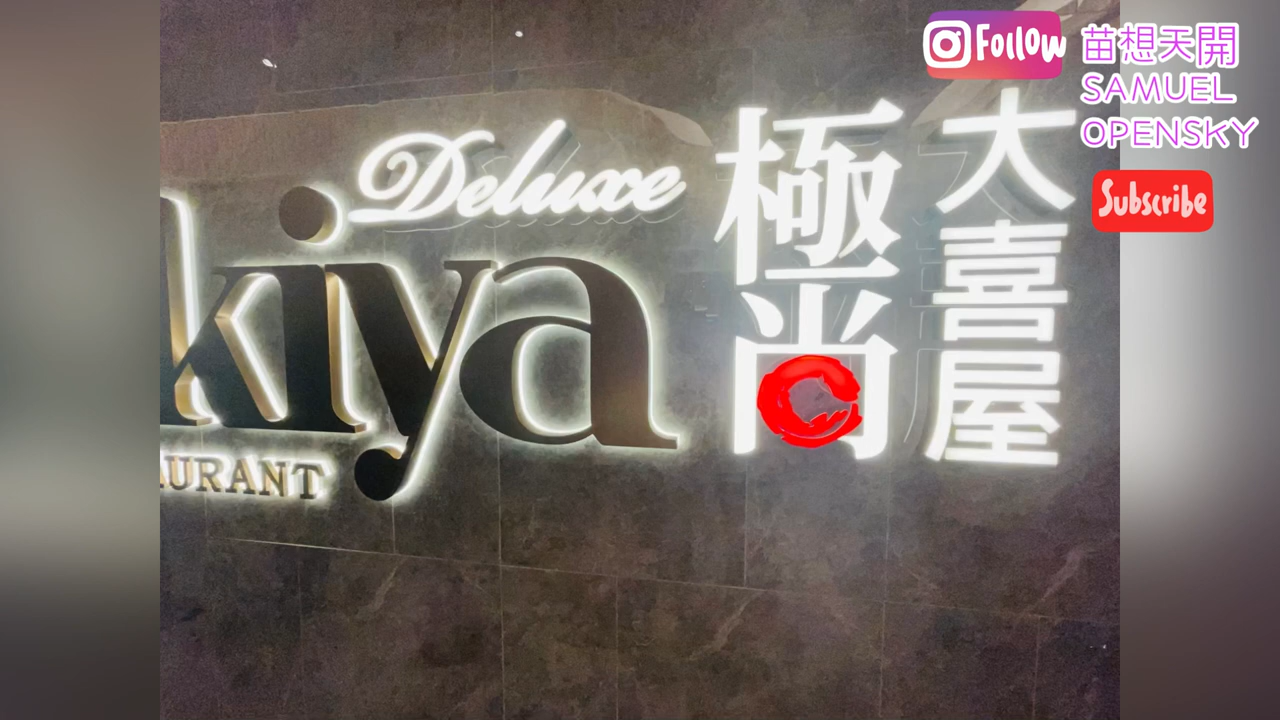 Follow
苗想天開
SAMUEL
OPENSKY
Subscribe
Deluxe
kiya
AURANT
極尚
大喜屋